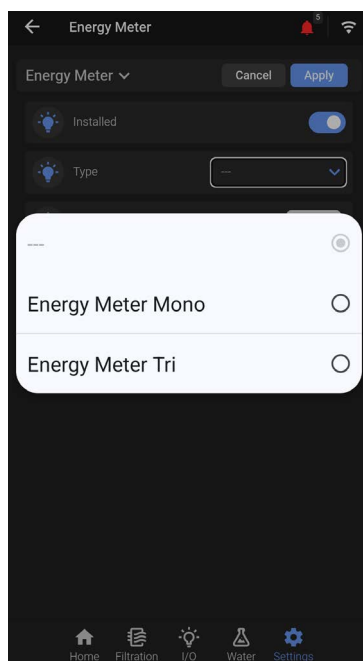 Energy Meter
5
Energy Meter
Cancel
Apply
Installed
Type
---
---
Energy Meter Mono
Energy Meter Tri
Home
Filtration
I/O
Water
Settings